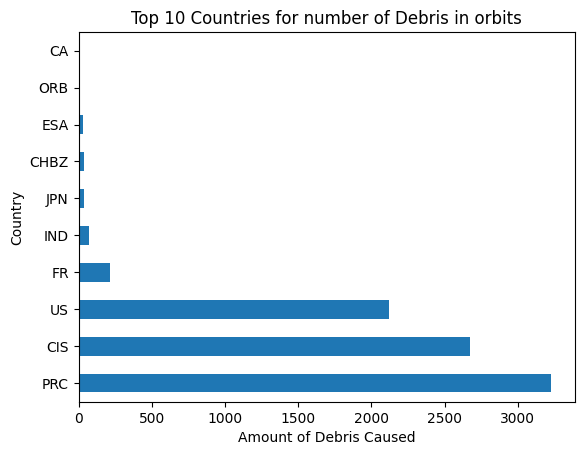 Top 10 Countries for number of Debris in orbits
CA
ORB
ESA
CHBZ
JPN
IND
FR
US
CIS
PRC
Country
0 500 1000 1500 2000 2500 3000
Amount of Debris Caused